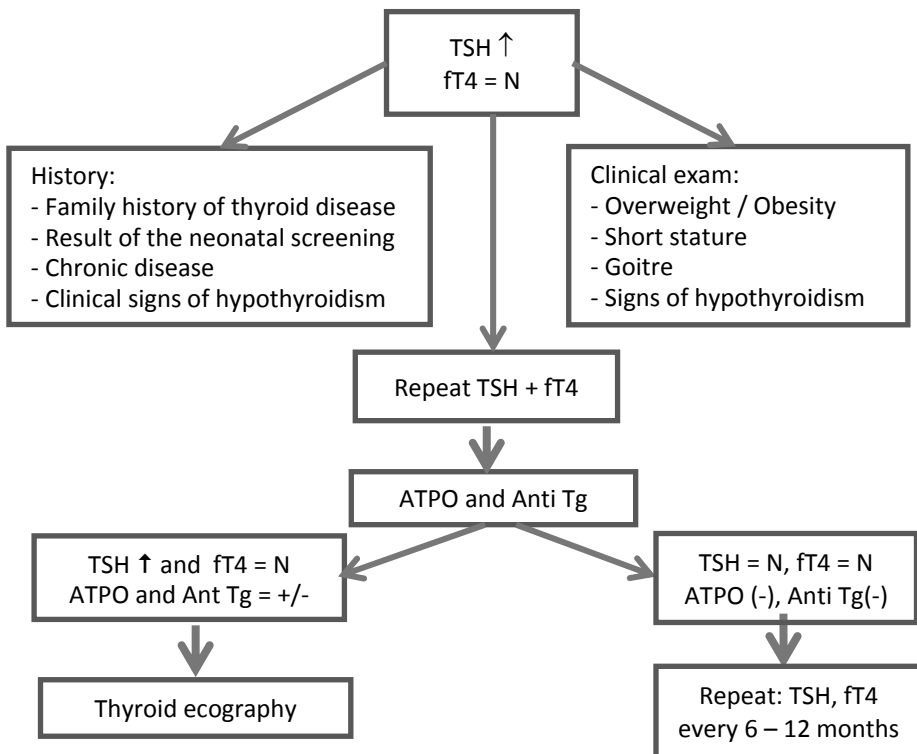 TSH ↑
fT4 = N
History:
- Family history of thyroid disease
- Result of the neonatal screening
- Chronic disease
- Clinical signs of hypothyroidism
Clinical exam:
- Overweight / Obesity
- Short stature
- Goitre
- Signs of hypothyroidism
Repeat TSH + fT4
ATPO and Anti Tg
TSH ↑ and fT4 = N
ATPO and Ant Tg = +/-
TSH = N, fT4 = N
ATPO (-), Anti Tg(-)
Thyroid ecography
Repeat: TSH, fT4
every 6 – 12 months